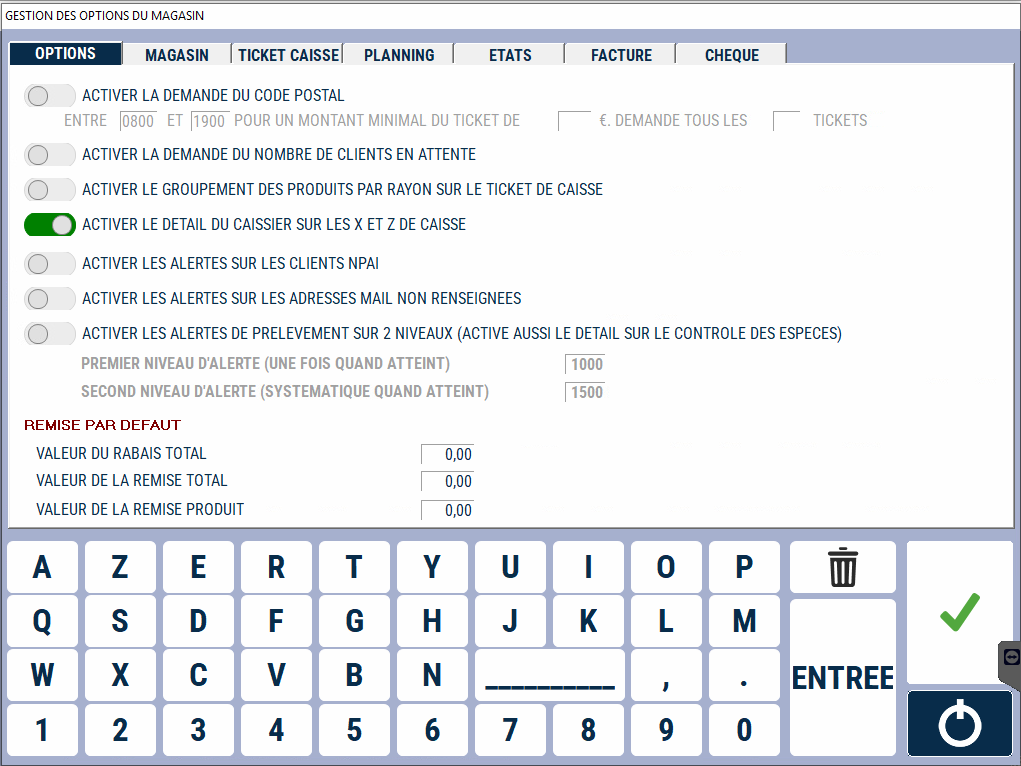 GESTION DES OPTIONS DU MAGASIN
OPTIONS MAGASIN TICKET CAISSE PLANNING ETATS FACTURE CHEQUE
ACTIVER LA DEMANDE DU CODE POSTAL
ENTRE 0800 ET 1900 POUR UN MONTANT MINIMAL DU TICKET DE €. DEMANDE TOUS LES TICKETS
ACTIVER LA DEMANDE DU NOMBRE DE CLIENTS EN ATTENTE
ACTIVER LE GROUPEMENT DES PRODUITS PAR RAYON SUR LE TICKET DE CAISSE
ACTIVER LE DETAIL DU CAISSIER SUR LES X ET Z DE CAISSE
ACTIVER LES ALERTES SUR LES CLIENTS NPAI
ACTIVER LES ALERTES SUR LES ADRESSES MAIL NON RENSEIGNEES
ACTIVER LES ALERTES DE PRELEVEMENT SUR 2 NIVEAUX (ACTIVE AUSSI LE DETAIL SUR LE CONTROLE DES ESPECES)
PREMIER NIVEAU D'ALERTE (UNE FOIS QUAND ATTEINT) 1000
SECOND NIVEAU D'ALERTE (SYSTEMATIQUE QUAND ATTEINT) 1500
REMISE PAR DEFAUT
VALEUR DU RABAIS TOTAL 0,00
VALEUR DE LA REMISE TOTAL 0,00
VALEUR DE LA REMISE PRODUIT 0,00
A Z E R T Y U I O P
Q S D F G H J K L M
W X C V B N __________ , .
ENTREE
1 2 3 4 5 6 7 8 9 0